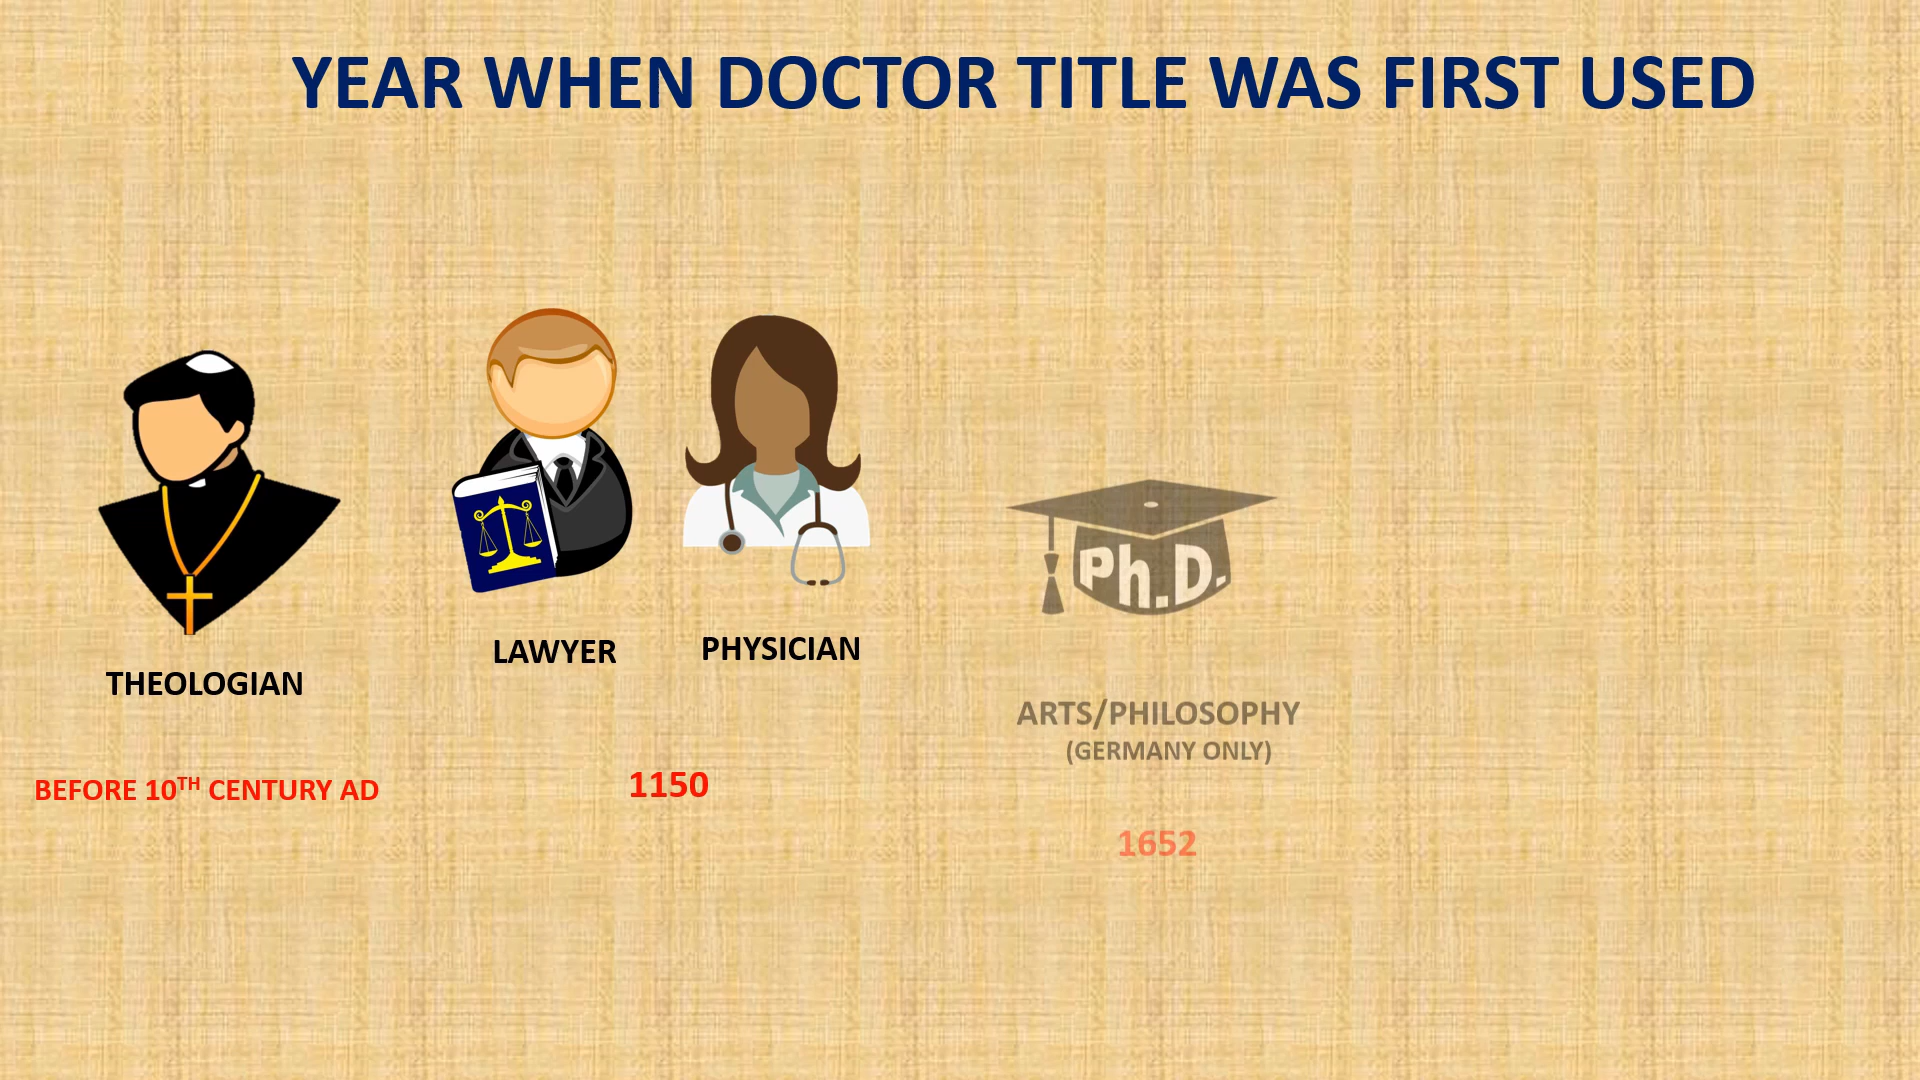 YEAR WHEN DOCTOR TITLE WAS FIRST USED
Ph.D.
LAWYER
PHYSICIAN
THEOLOGIAN
ARTS/PHILOSOPHY
(GERMANY ONLY)
BEFORE 10TH CENTURY AD
1150
1652